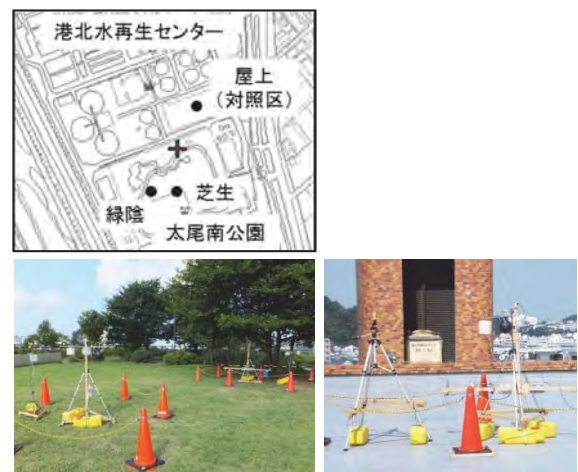 港北水再生センター
屋上
(対照区)
芝生
緑陰
太尾南公園